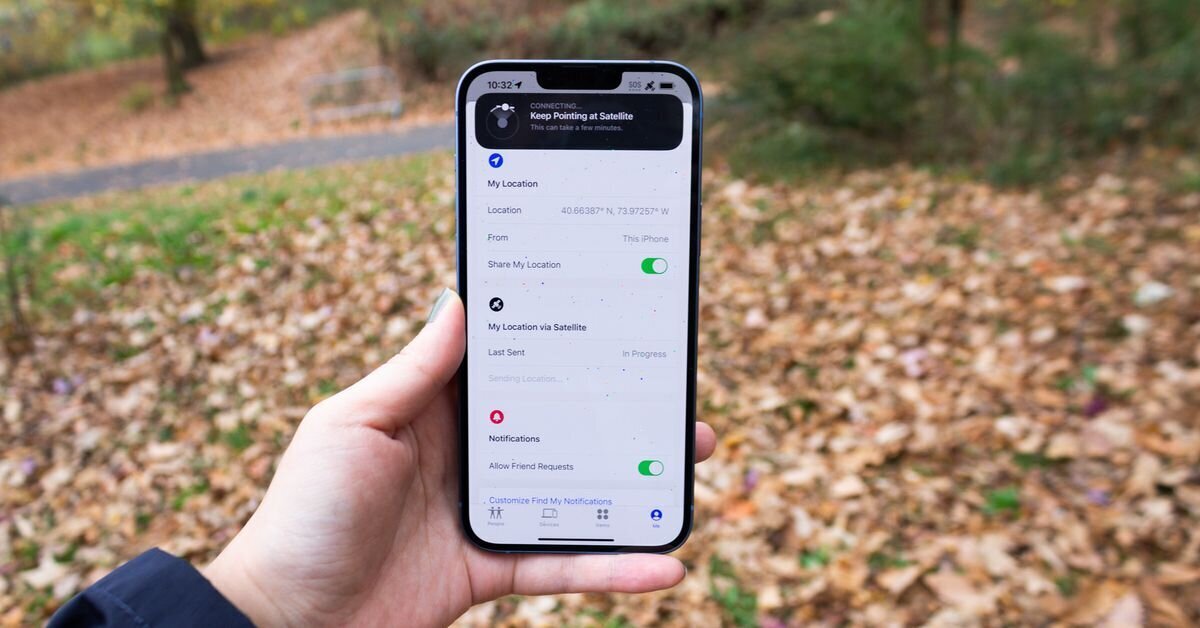 10:32 SOS
CONNECTING...
Keep Pointing at Satellite
This can take a few minutes.
My Location
Location 40.66387° N, 73.97257° W
From This iPhone
Share My Location
My Location via Satellite
Last Sent In Progress
Sending Location...
Notifications
Allow Friend Requests
Customize Find My Notifications
People Devices Items Me